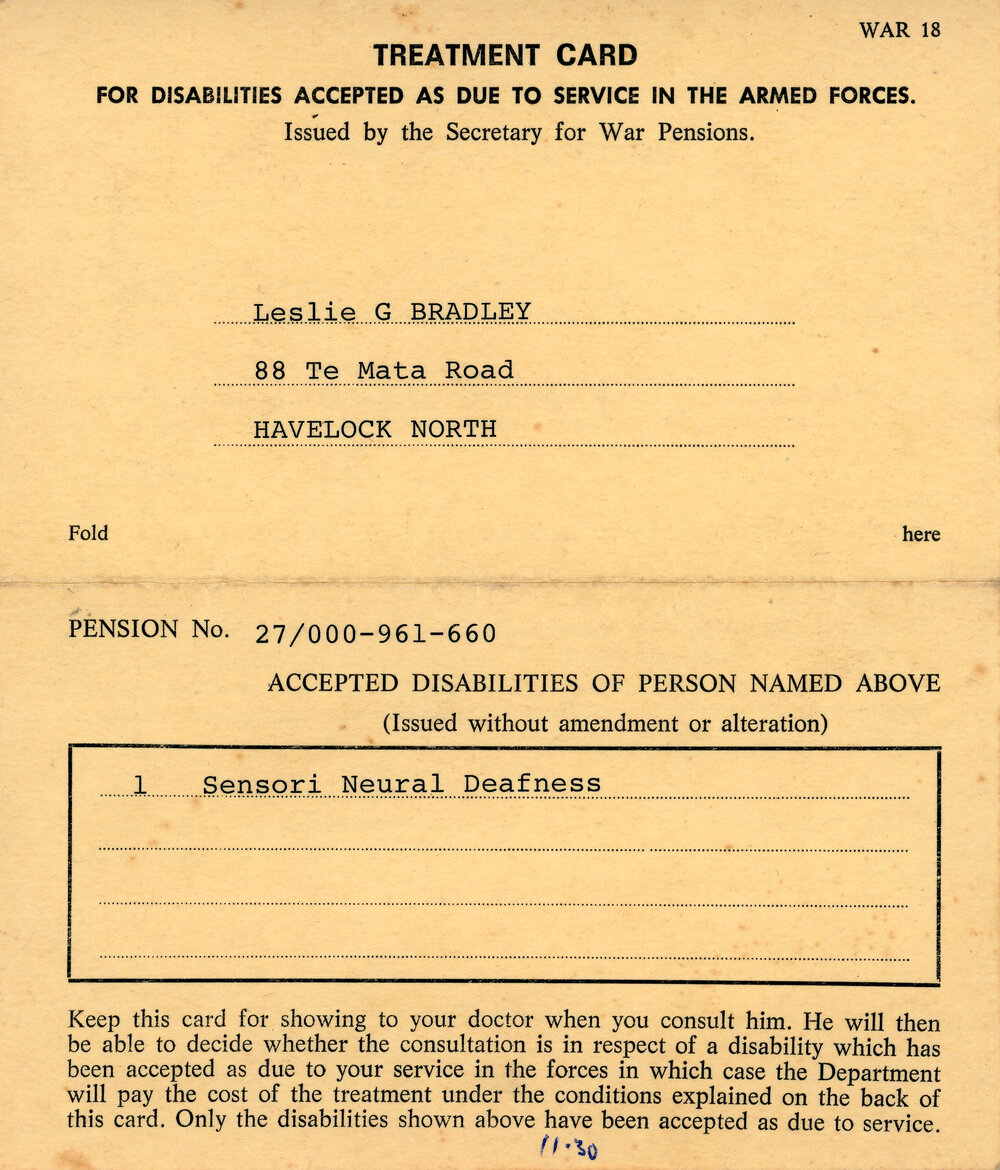 WAR 18
TREATMENT CARD
FOR DISABILITIES ACCEPTED AS DUE TO SERVICE IN THE ARMED FORCES.
Issued by the Secretary for War Pensions.
Leslie G BRADLEY
88 Te Mata Road
HAVELOCK NORTH
Fold here
PENSION No. 27/000-961-660
ACCEPTED DISABILITIES OF PERSON NAMED ABOVE
(Issued without amendment or alteration)
1 Sensori Neural Deafness
Keep this card for showing to your doctor when you consult him. He will then
be able to decide whether the consultation is in respect of a disability which has
been accepted as due to your service in the forces in which case the Department
will pay the cost of the treatment under the conditions explained on the back of
this card. Only the disabilities shown above have been accepted as due to service.
11·30